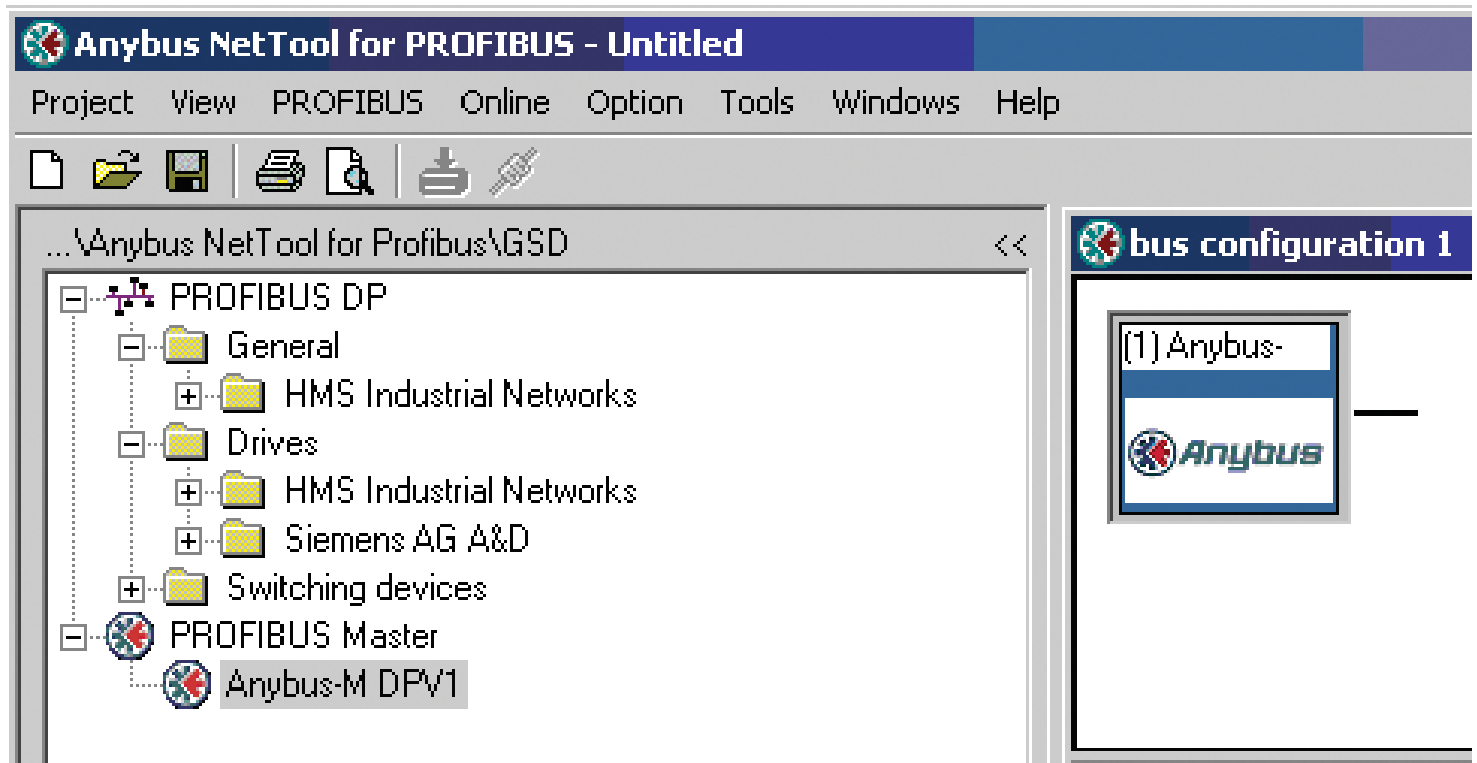 Anybus NetTool for PROFIBUS - Untitled
Project View PROFIBUS Online Option Tools Windows Help
...\Anybus NetTool for Profibus\GSD <<
PROFIBUS DP
General
HMS Industrial Networks
Drives
HMS Industrial Networks
Siemens AG A&D
Switching devices
PROFIBUS Master
Anybus-M DPV1
bus configuration 1
(1) Anybus-
Anybus